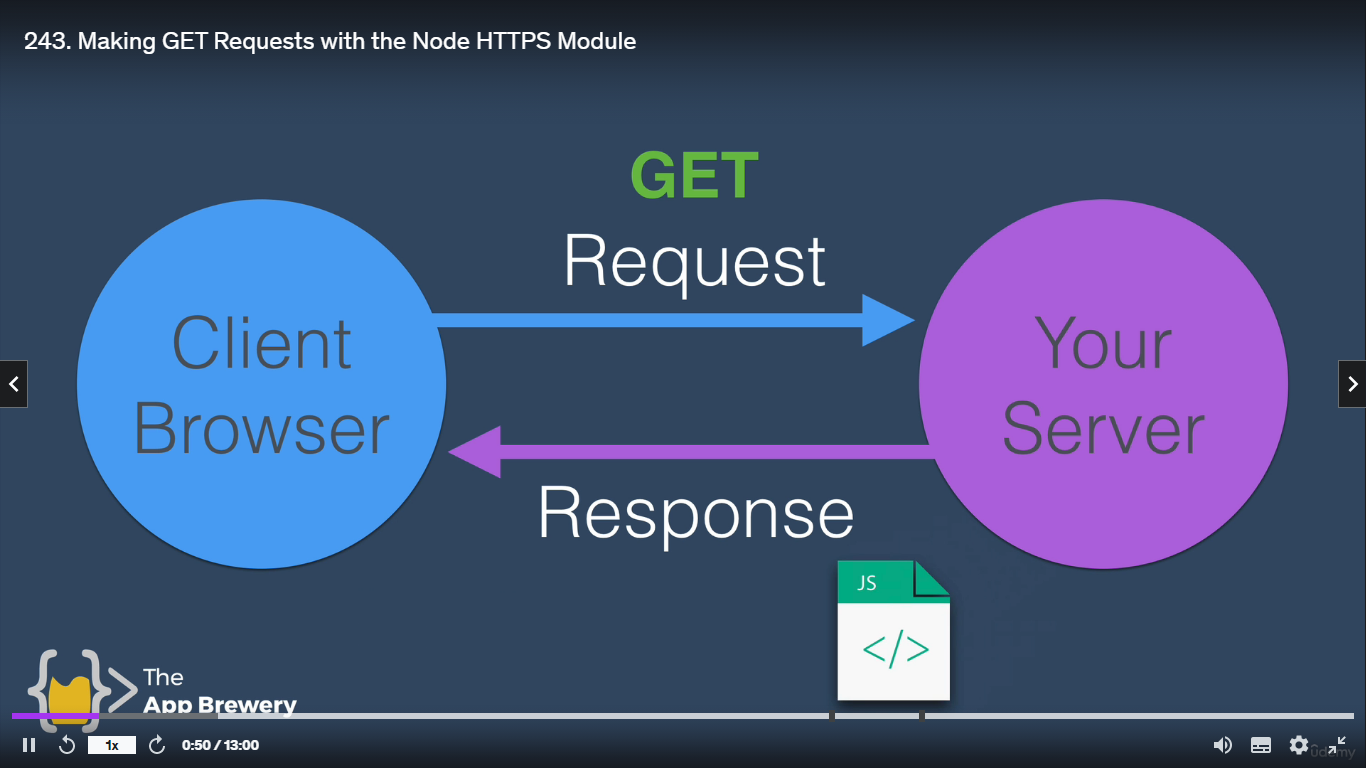 243. Making GET Requests with the Node HTTPS Module
GET
Request
Client
Browser
Your
Server
Response
JS
</>
The
App Brewery
1x
0:50 / 13:00
ûdemy